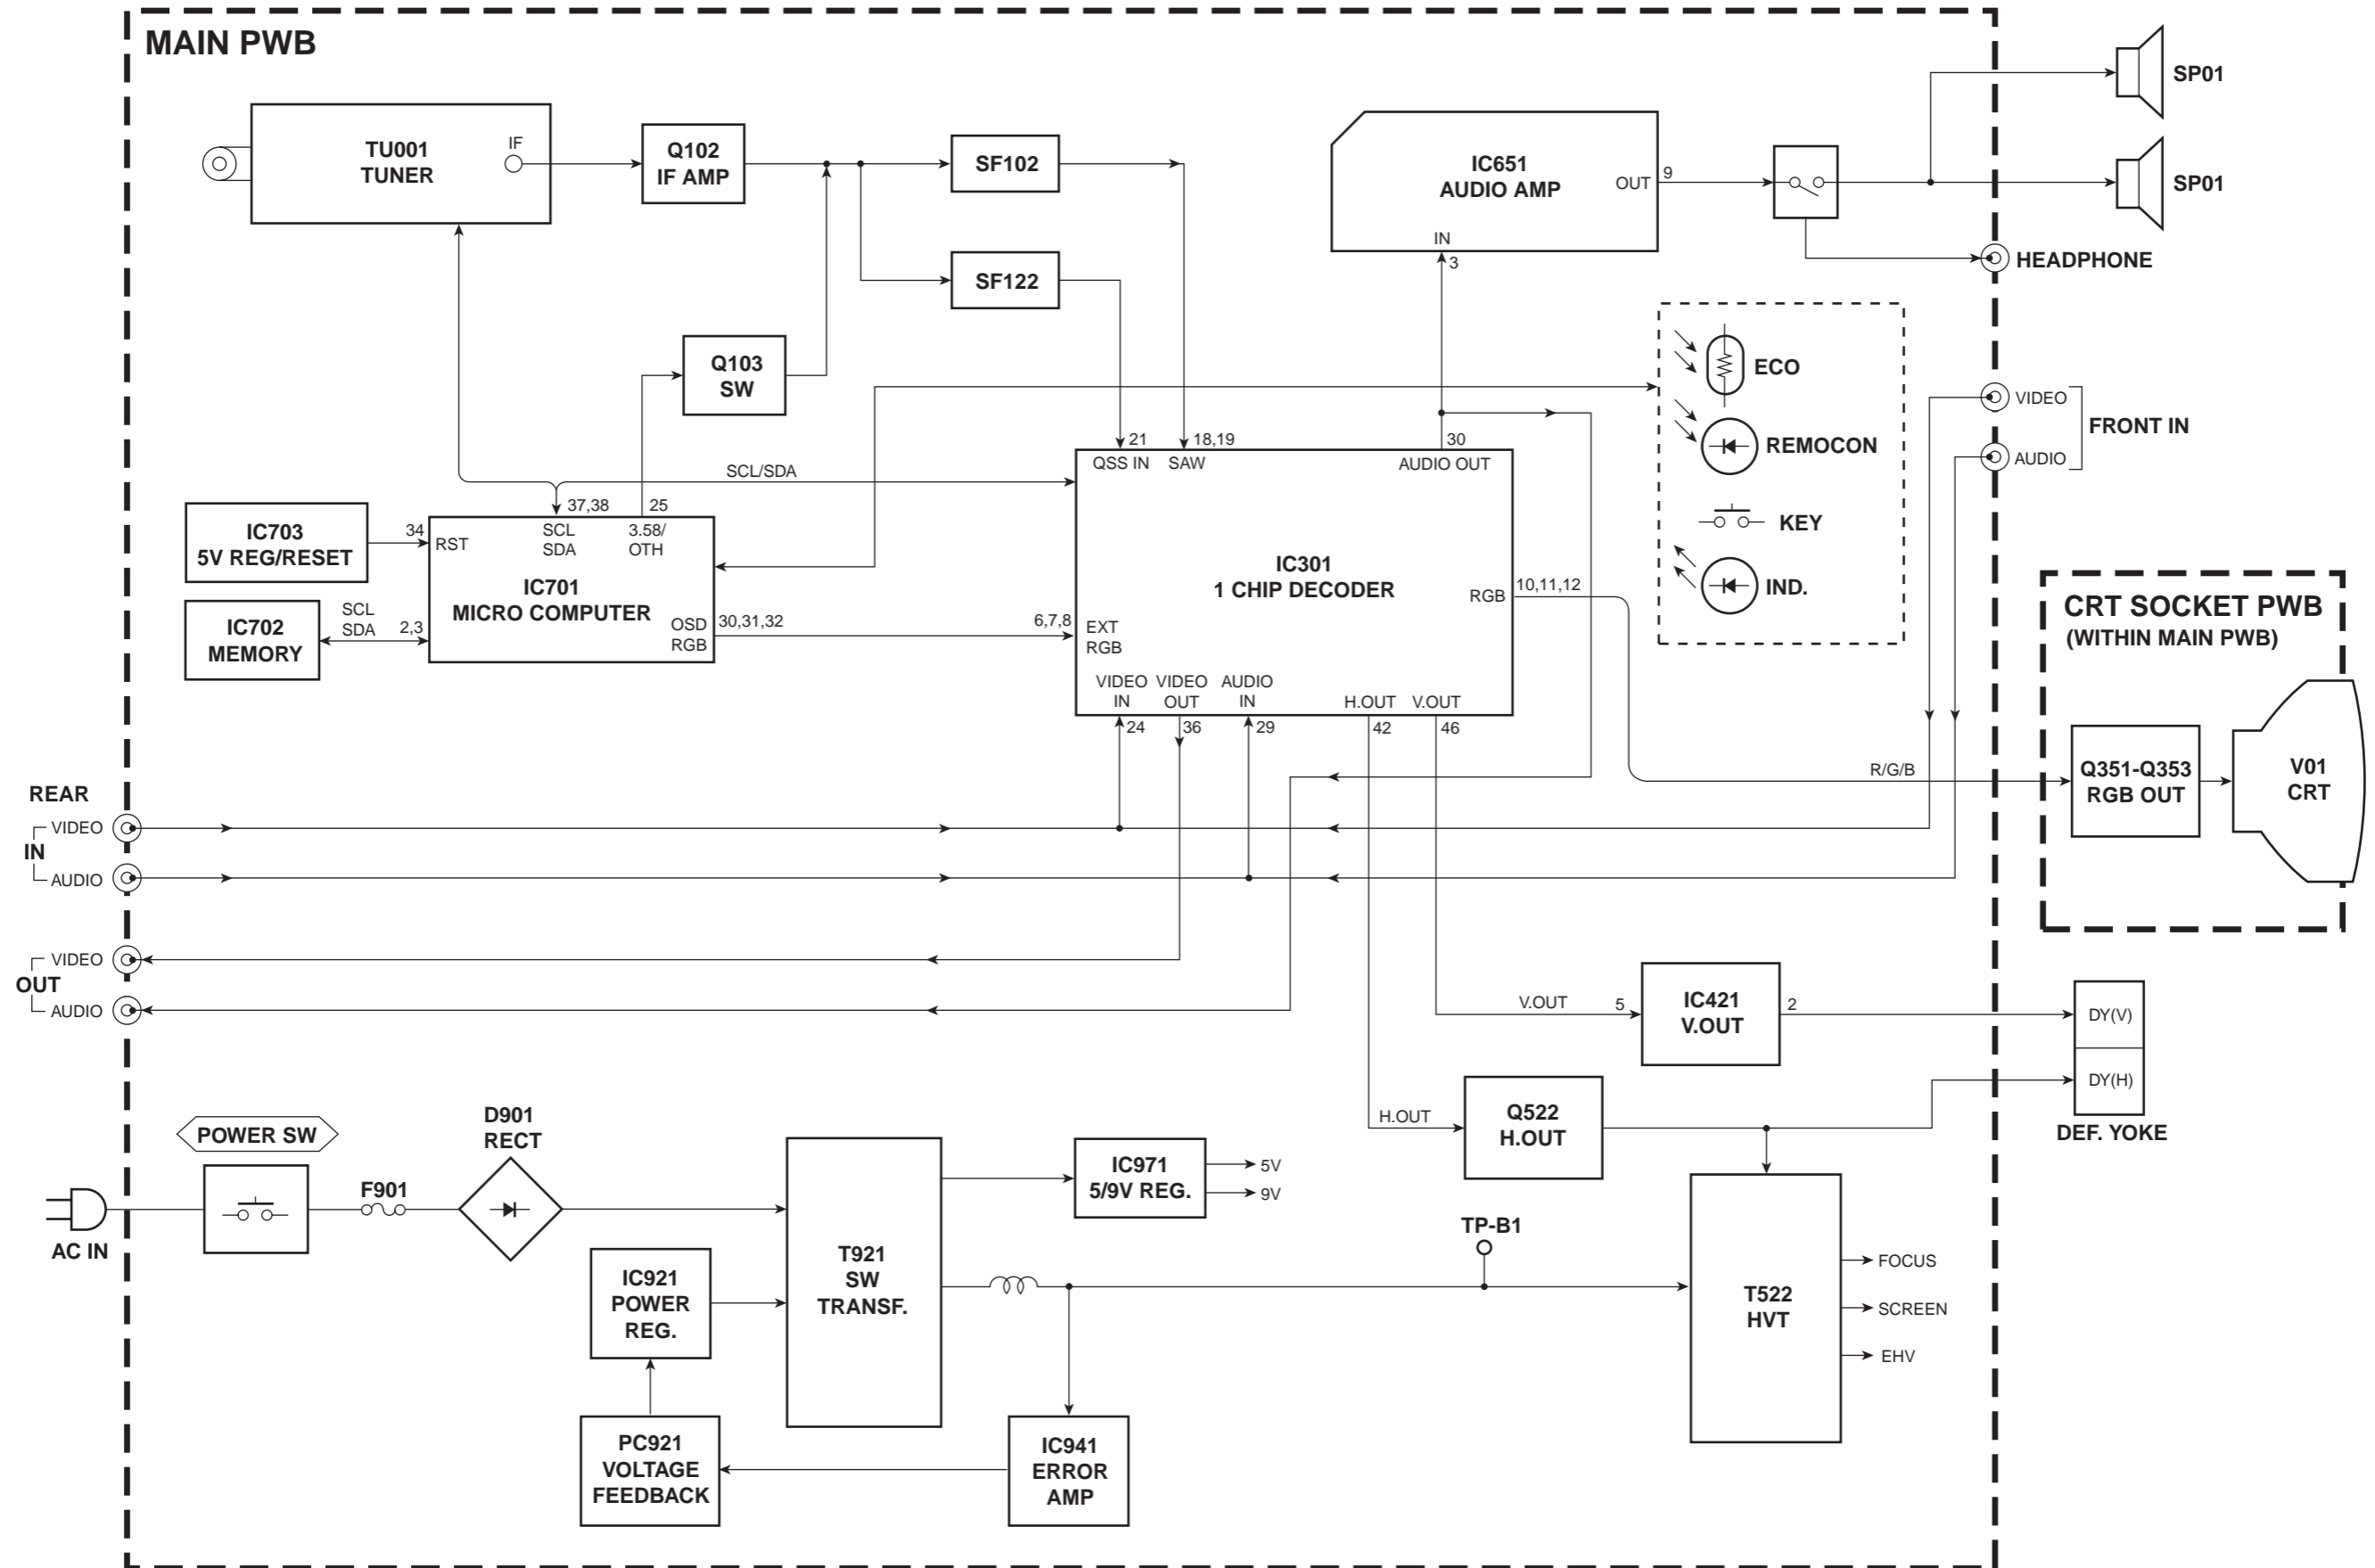 MAIN PWB
TU001
TUNER
IF
Q102
IF AMP
SF102
SF122
Q103
SW
IC651
AUDIO AMP
OUT
9
IN
3
SP01
SP01
HEADPHONE
ECO
REMOCON
KEY
IND.
VIDEO
AUDIO
FRONT IN
SCL/SDA
21
18,19
30
QSS IN
SAW
AUDIO OUT
IC703
5V REG/RESET
34
RST
37,38
25
SCL
SDA
3.58/
OTH
IC701
MICRO COMPUTER
OSD
RGB
30,31,32
IC702
MEMORY
SCL
SDA
2,3
6,7,8
EXT
RGB
IC301
1 CHIP DECODER
RGB
10,11,12
VIDEO
IN
VIDEO
OUT
AUDIO
IN
H.OUT
V.OUT
24
36
29
42
46
CRT SOCKET PWB
(WITHIN MAIN PWB)
R/G/B
Q351-Q353
RGB OUT
V01
CRT
REAR
VIDEO
IN
AUDIO
VIDEO
OUT
AUDIO
V.OUT
5
IC421
V.OUT
2
DY(V)
DY(H)
DEF. YOKE
H.OUT
Q522
H.OUT
POWER SW
D901
RECT
F901
AC IN
IC921
POWER
REG.
T921
SW
TRANSF.
IC971
5/9V REG.
5V
9V
TP-B1
T522
HVT
FOCUS
SCREEN
EHV
PC921
VOLTAGE
FEEDBACK
IC941
ERROR
AMP